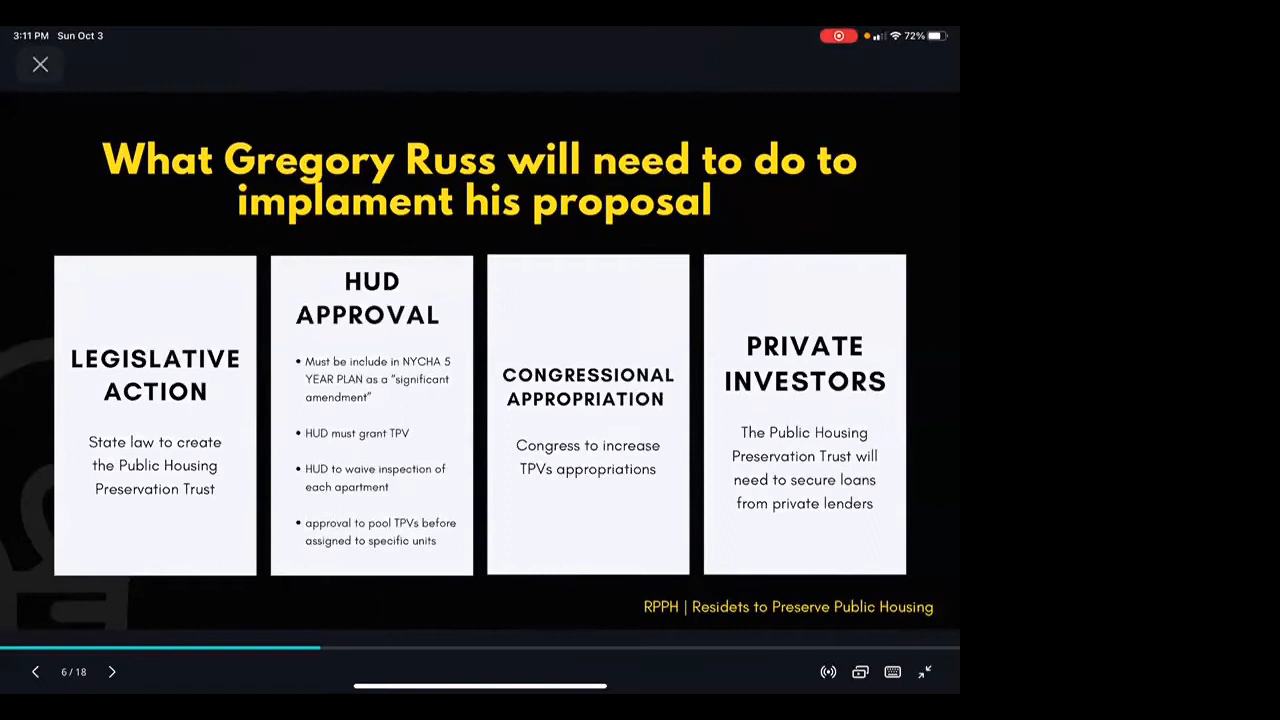 3:11 PM Sun Oct 3
72%
What Gregory Russ will need to do to
implament his proposal
LEGISLATIVE
ACTION
State law to create
the Public Housing
Preservation Trust
HUD
APPROVAL
• Must be include in NYCHA 5
YEAR PLAN as a “significant
amendment”
• HUD must grant TPV
• HUD to waive inspection of
each apartment
• approval to pool TPVs before
assigned to specific units
CONGRESSIONAL
APPROPRIATION
Congress to increase
TPVs appropriations
PRIVATE
INVESTORS
The Public Housing
Preservation Trust will
need to secure loans
from private lenders
RPPH | Residets to Preserve Public Housing
6 / 18